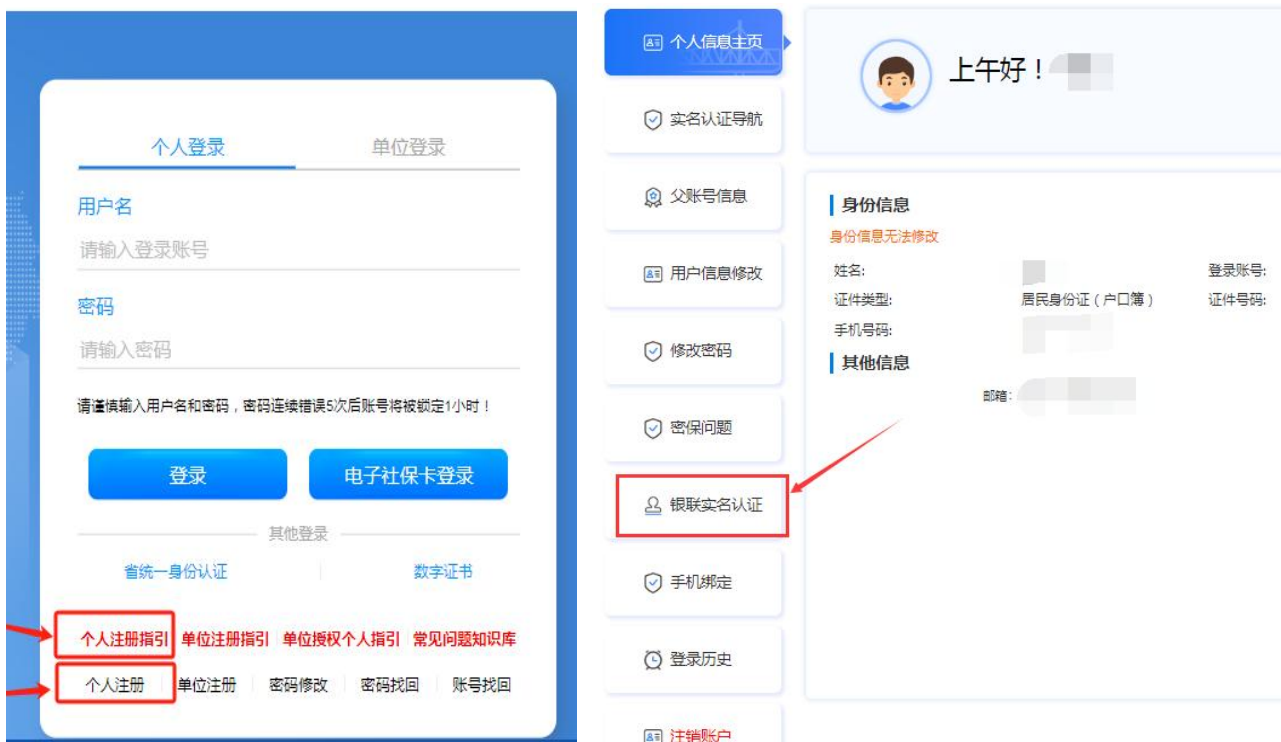 个人登录 单位登录
用户名
请输入登录账号
密码
请输入密码
请谨慎输入用户名和密码,密码连续错误5次后账号将被锁定1小时!
登录 电子社保卡登录
其他登录
省统一身份认证 数字证书
个人注册指引 单位注册指引 单位授权个人指引 常见问题知识库
个人注册 单位注册 密码修改 密码找回 账号找回
个人信息主页
实名认证导航
父账号信息
用户信息修改
修改密码
密保问题
银联实名认证
手机绑定
登录历史
注销账户
上午好!
身份信息
身份信息无法修改
姓名: 登录账号:
证件类型: 居民身份证(户口簿) 证件号码:
手机号码:
其他信息
邮箱: